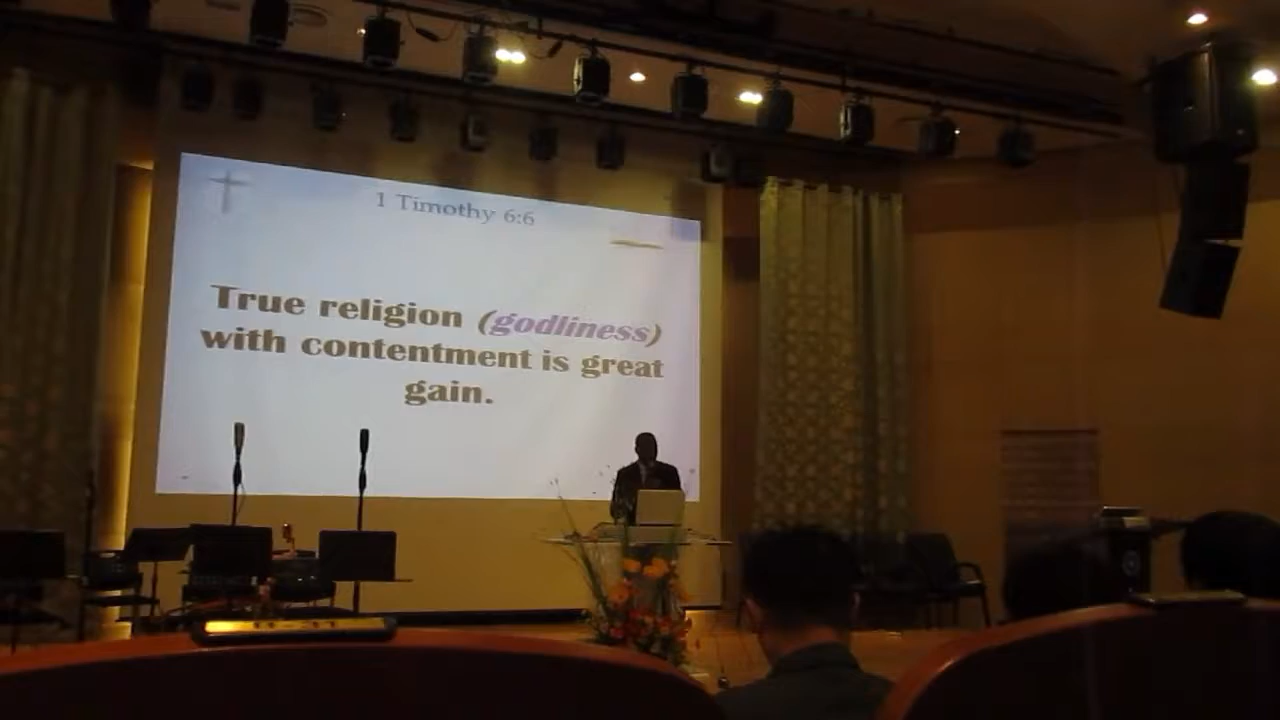 1 Timothy 6:6
True religion (godliness)
with contentment is great
gain.